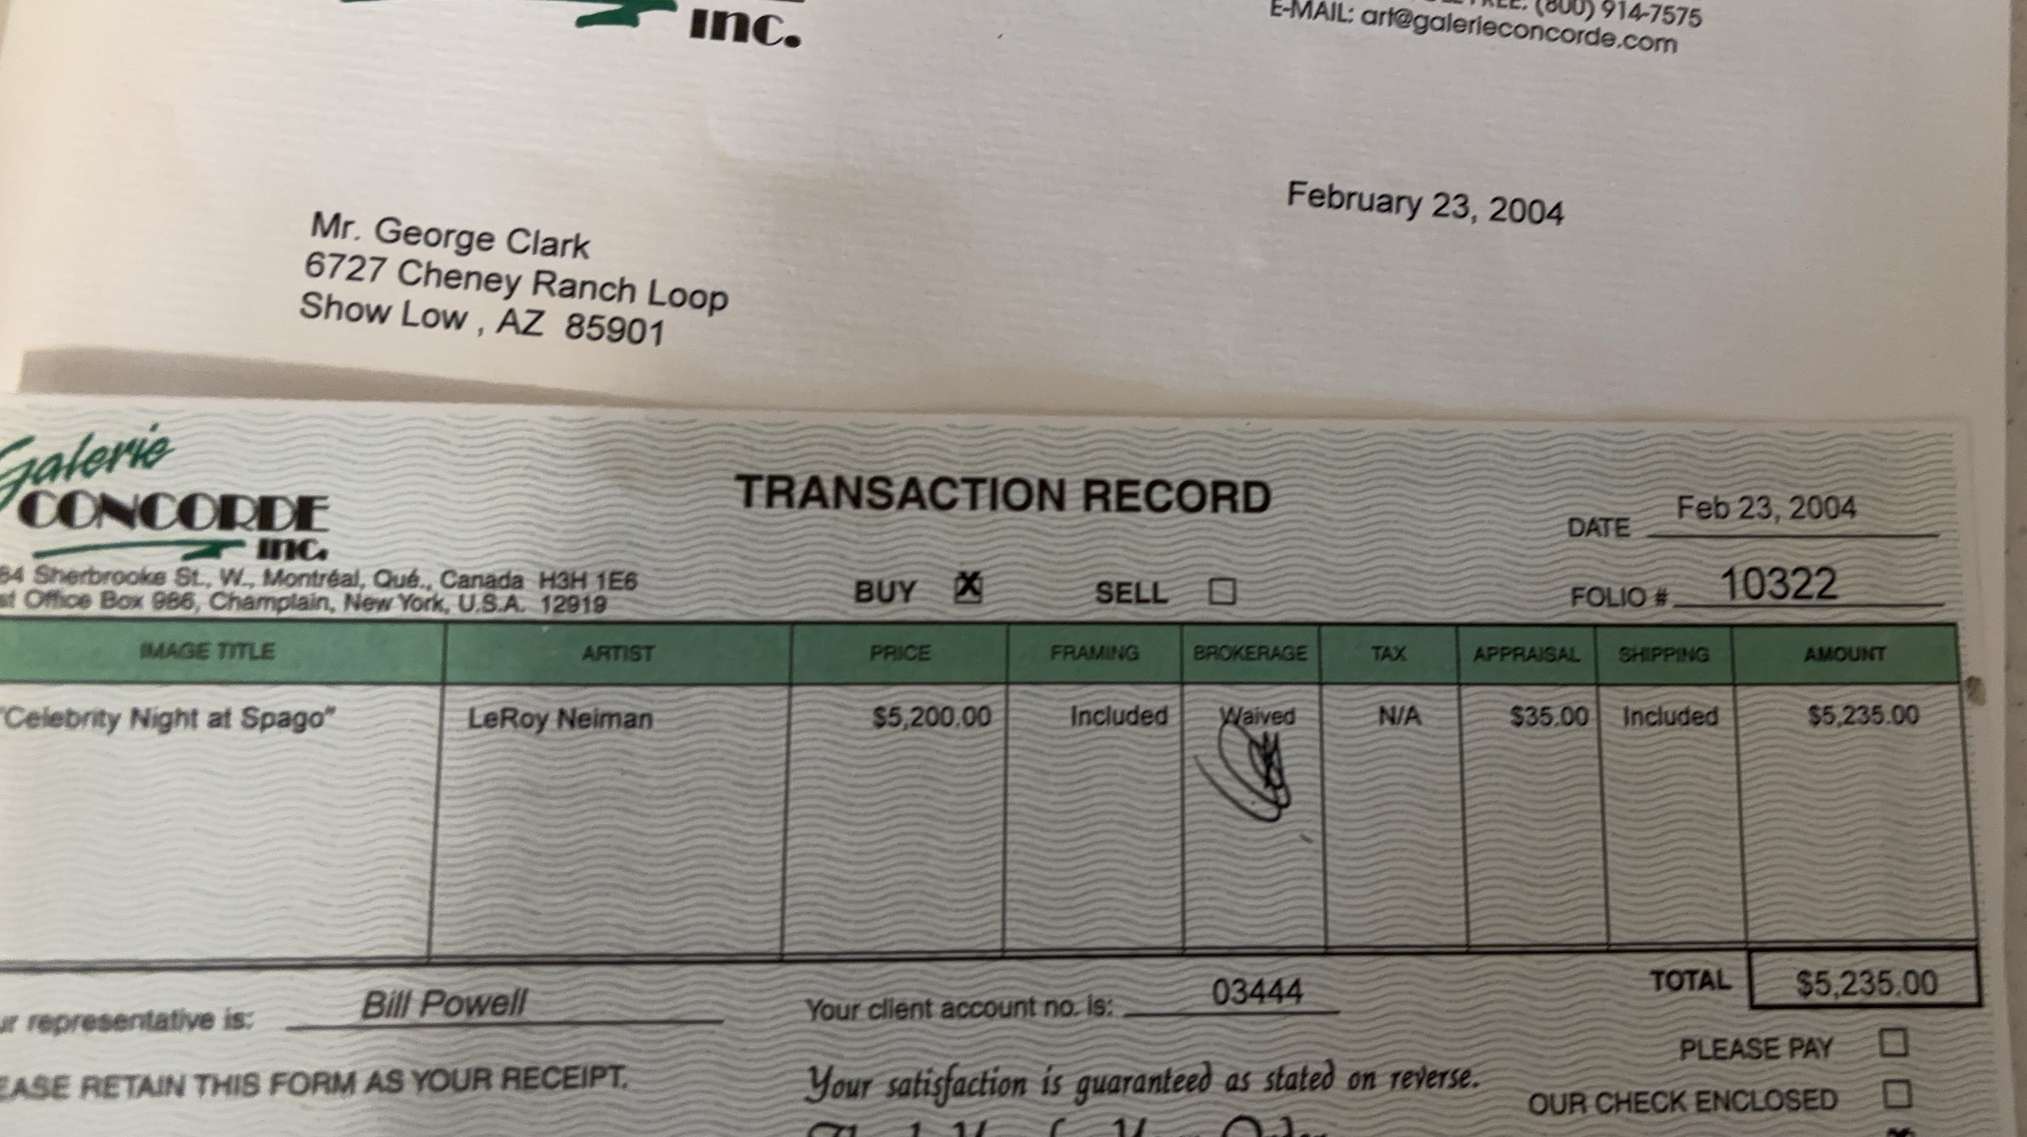 inc.
(800) 914-7575
E-MAIL: art@galerieconcorde.com
February 23, 2004
Mr. George Clark
6727 Cheney Ranch Loop
Show Low , AZ 85901
Galerie
CONCORDE
inc.
TRANSACTION RECORD
DATE Feb 23, 2004
64 Sherbrooke St., W., Montréal, Qué., Canada H3H 1E6
Office Box 986, Champlain, New York, U.S.A. 12919
BUY X SELL
FOLIO # 10322
IMAGE TITLE ARTIST PRICE FRAMING BROKERAGE TAX APPRAISAL SHIPPING AMOUNT
"Celebrity Night at Spago" LeRoy Neiman $5,200.00 Included Waived N/A $35.00 Included $5,235.00
TOTAL $5,235.00
representative is: Bill Powell Your client account no. is: 03444
PLEASE PAY
RETAIN THIS FORM AS YOUR RECEIPT. Your satisfaction is guaranteed as stated on reverse.
OUR CHECK ENCLOSED